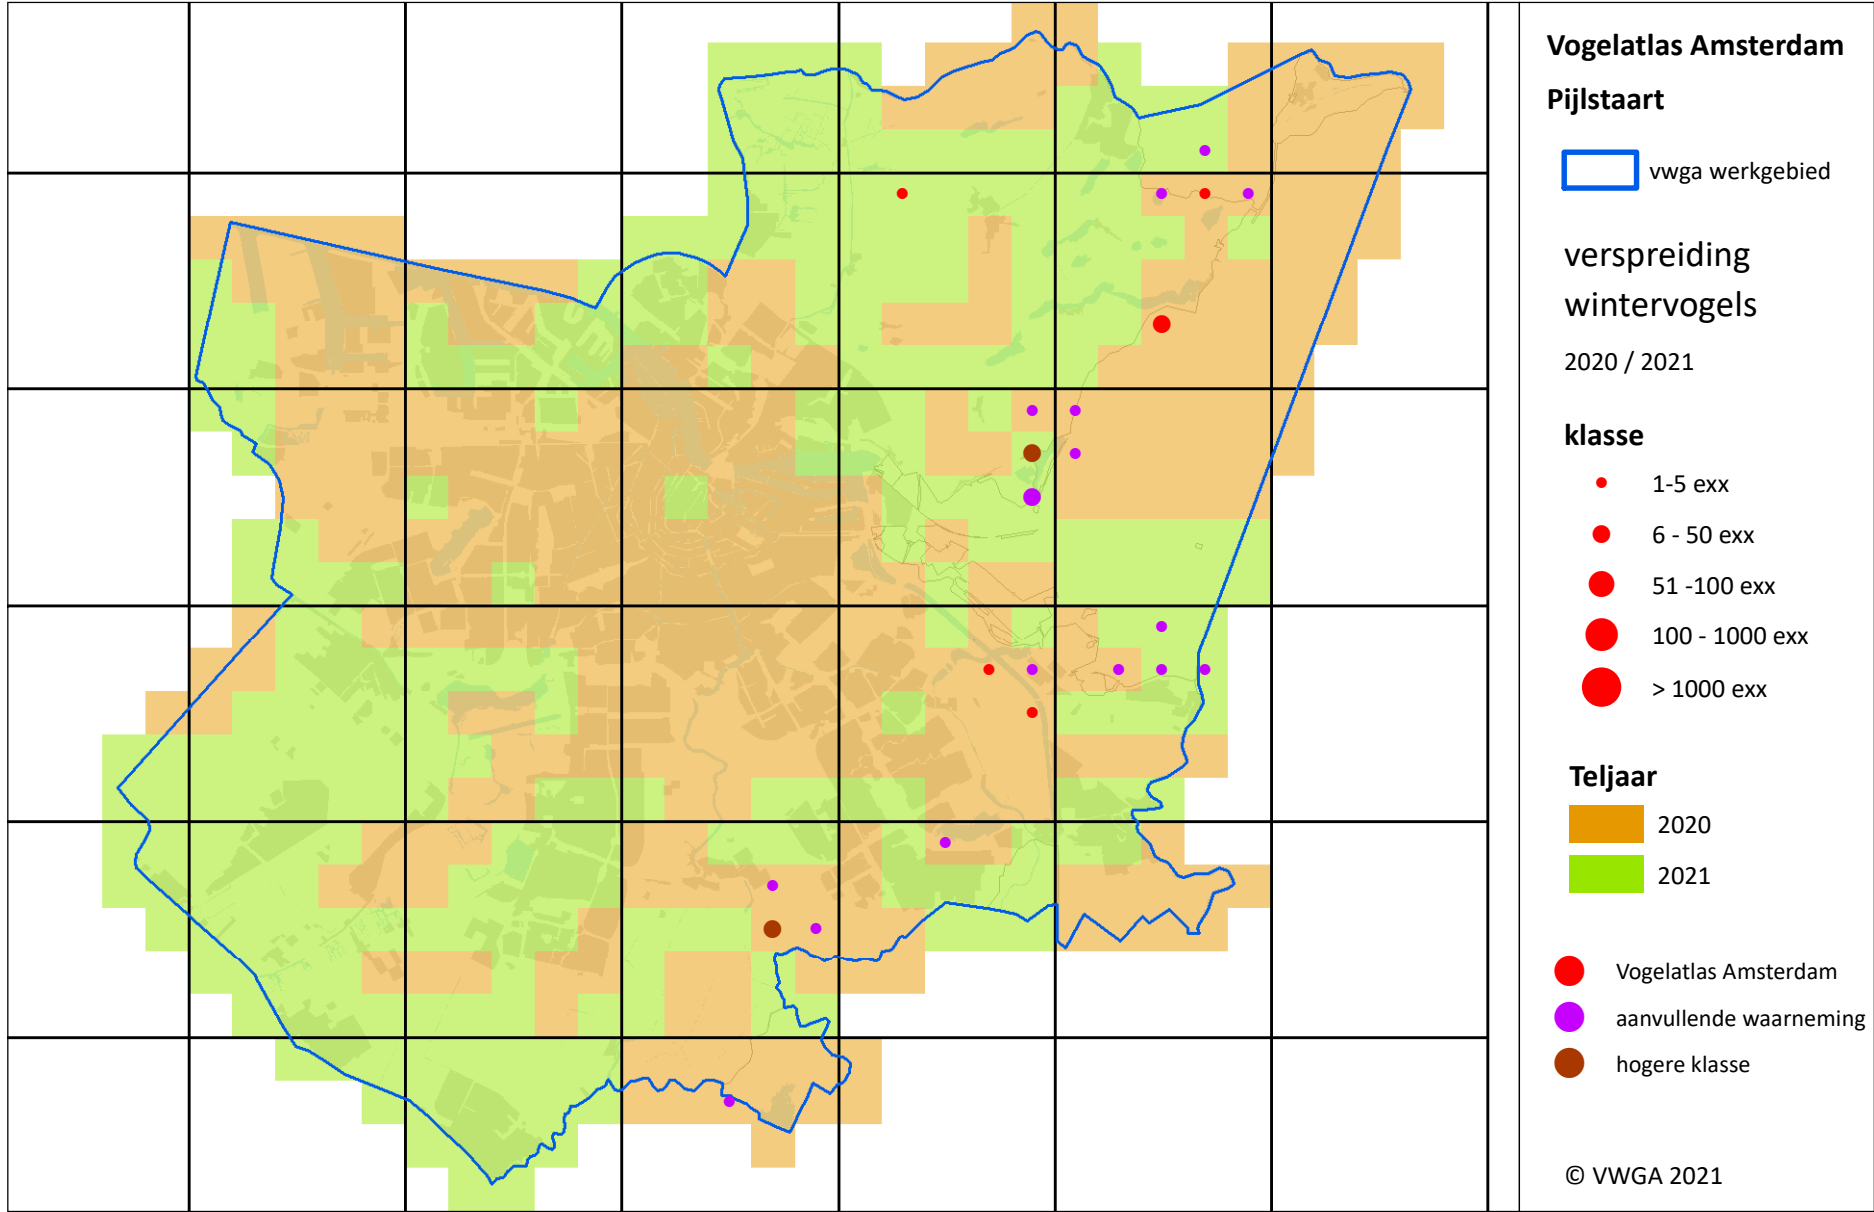 Vogelatlas Amsterdam
Pijlstaart
vwga werkgebied
verspreiding
wintervogels
2020 / 2021
klasse
1-5 exx
6 - 50 exx
51 -100 exx
100 - 1000 exx
> 1000 exx
Teljaar
2020
2021
Vogelatlas Amsterdam
aanvullende waarneming
hogere klasse
© VWGA 2021